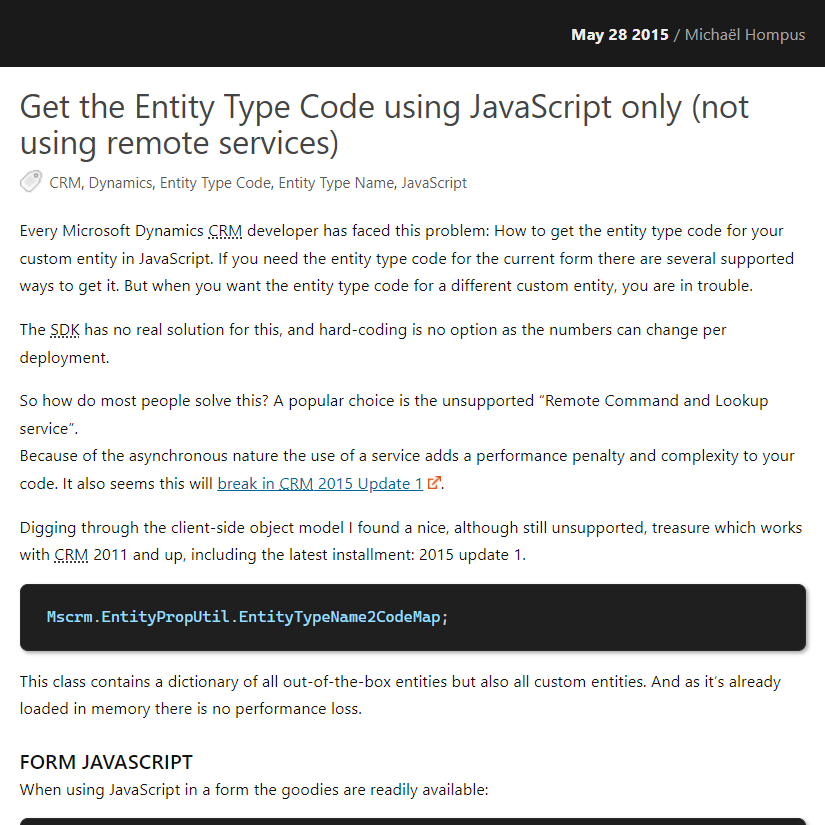 May 28 2015 / Michaël Hompus
Get the Entity Type Code using JavaScript only (not
using remote services)
CRM, Dynamics, Entity Type Code, Entity Type Name, JavaScript
Every Microsoft Dynamics CRM developer has faced this problem: How to get the entity type code for your
custom entity in JavaScript. If you need the entity type code for the current form there are several supported
ways to get it. But when you want the entity type code for a different custom entity, you are in trouble.
The SDK has no real solution for this, and hard-coding is no option as the numbers can change per
deployment.
So how do most people solve this? A popular choice is the unsupported “Remote Command and Lookup
service”.
Because of the asynchronous nature the use of a service adds a performance penalty and complexity to your
code. It also seems this will break in CRM 2015 Update 1.
Digging through the client-side object model I found a nice, although still unsupported, treasure which works
with CRM 2011 and up, including the latest installment: 2015 update 1.
Mscrm.EntityPropUtil.EntityTypeName2CodeMap;
This class contains a dictionary of all out-of-the-box entities but also all custom entities. And as it’s already
loaded in memory there is no performance loss.
FORM JAVASCRIPT
When using JavaScript in a form the goodies are readily available: